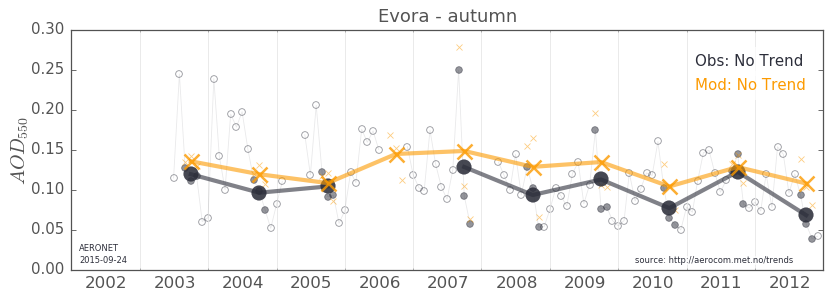 Evora - autumn
0.30
0.25
0.20
0.15
0.10
0.05
0.00
AOD550
Obs: No Trend
Mod: No Trend
AERONET
2015-09-24
source: http://aerocom.met.no/trends
2002 2003 2004 2005 2006 2007 2008 2009 2010 2011 2012